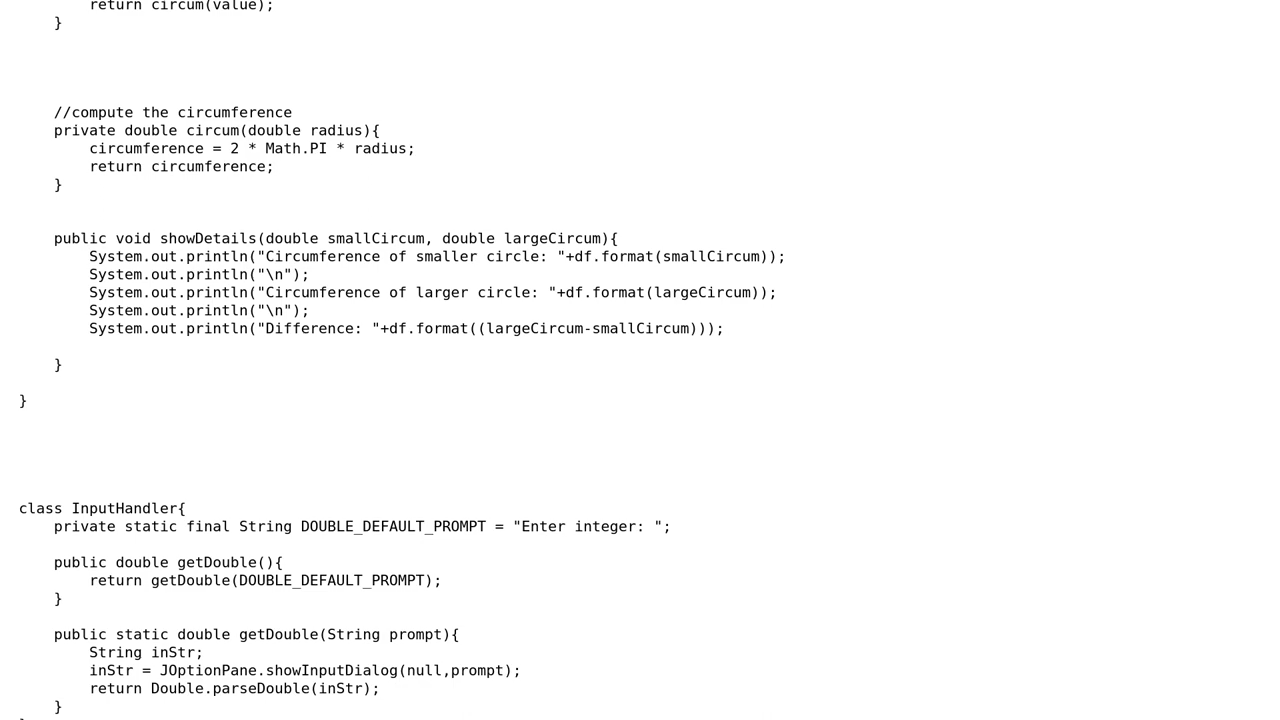 return circum(value);
    }
    //compute the circumference
    private double circum(double radius){
        circumference = 2 * Math.PI * radius;
        return circumference;
    }
    public void showDetails(double smallCircum, double largeCircum){
        System.out.println("Circumference of smaller circle: "+df.format(smallCircum));
        System.out.println("\n");
        System.out.println("Circumference of larger circle: "+df.format(largeCircum));
        System.out.println("\n");
        System.out.println("Difference: "+df.format((largeCircum-smallCircum)));
    }
}
class InputHandler{
    private static final String DOUBLE_DEFAULT_PROMPT = "Enter integer: ";
    public double getDouble(){
        return getDouble(DOUBLE_DEFAULT_PROMPT);
    }
    public static double getDouble(String prompt){
        String inStr;
        inStr = JOptionPane.showInputDialog(null,prompt);
        return Double.parseDouble(inStr);
    }